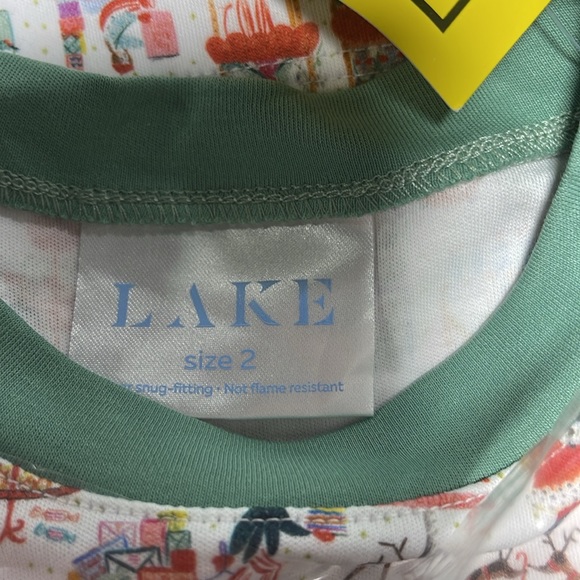 LAKE
size 2
snug-fitting · Not flame resistant